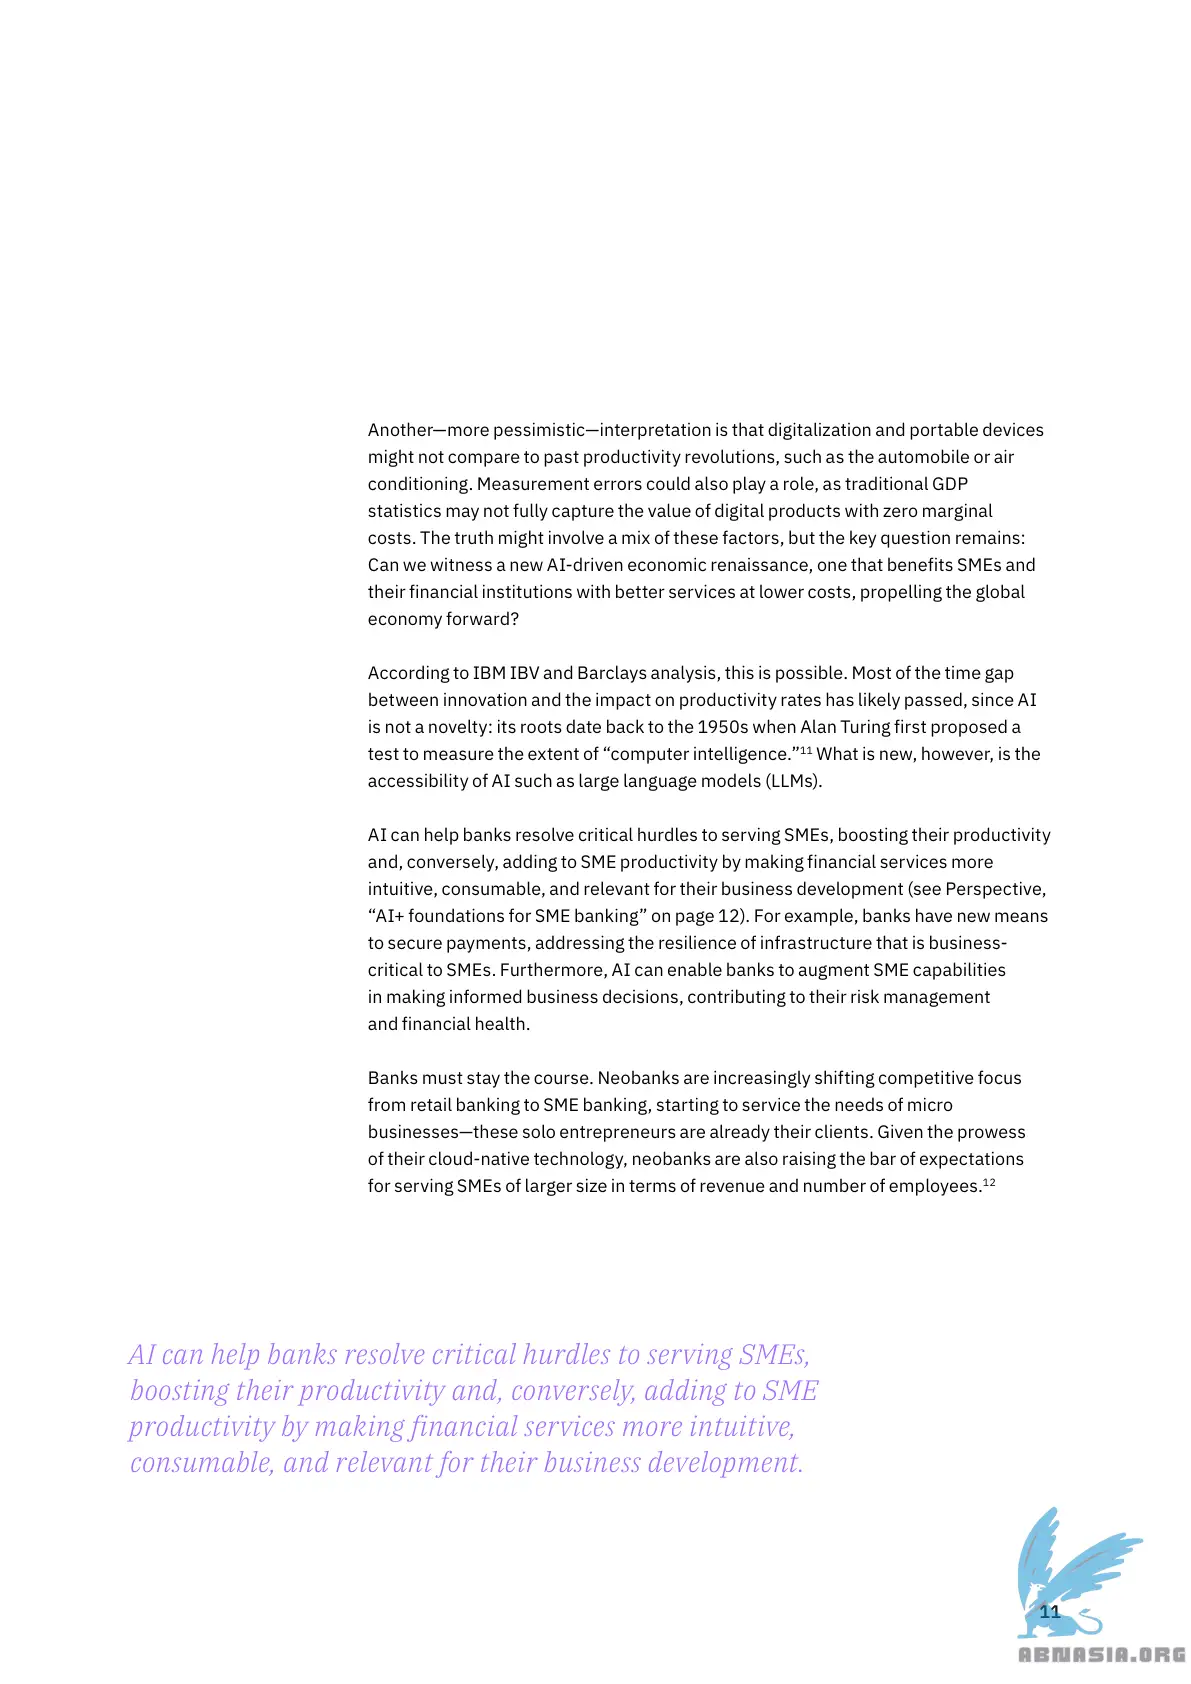 Another—more pessimistic—interpretation is that digitalization and portable devices
might not compare to past productivity revolutions, such as the automobile or air
conditioning. Measurement errors could also play a role, as traditional GDP
statistics may not fully capture the value of digital products with zero marginal
costs. The truth might involve a mix of these factors, but the key question remains:
Can we witness a new AI-driven economic renaissance, one that benefits SMEs and
their financial institutions with better services at lower costs, propelling the global
economy forward?
According to IBM IBV and Barclays analysis, this is possible. Most of the time gap
between innovation and the impact on productivity rates has likely passed, since AI
is not a novelty: its roots date back to the 1950s when Alan Turing first proposed a
test to measure the extent of “computer intelligence.”¹¹ What is new, however, is the
accessibility of AI such as large language models (LLMs).
AI can help banks resolve critical hurdles to serving SMEs, boosting their productivity
and, conversely, adding to SME productivity by making financial services more
intuitive, consumable, and relevant for their business development (see Perspective,
“AI+ foundations for SME banking” on page 12). For example, banks have new means
to secure payments, addressing the resilience of infrastructure that is business-
critical to SMEs. Furthermore, AI can enable banks to augment SME capabilities
in making informed business decisions, contributing to their risk management
and financial health.
Banks must stay the course. Neobanks are increasingly shifting competitive focus
from retail banking to SME banking, starting to service the needs of micro
businesses—these solo entrepreneurs are already their clients. Given the prowess
of their cloud-native technology, neobanks are also raising the bar of expectations
for serving SMEs of larger size in terms of revenue and number of employees.¹²
AI can help banks resolve critical hurdles to serving SMEs,
boosting their productivity and, conversely, adding to SME
productivity by making financial services more intuitive,
consumable, and relevant for their business development.
11
ABNASIA.ORG